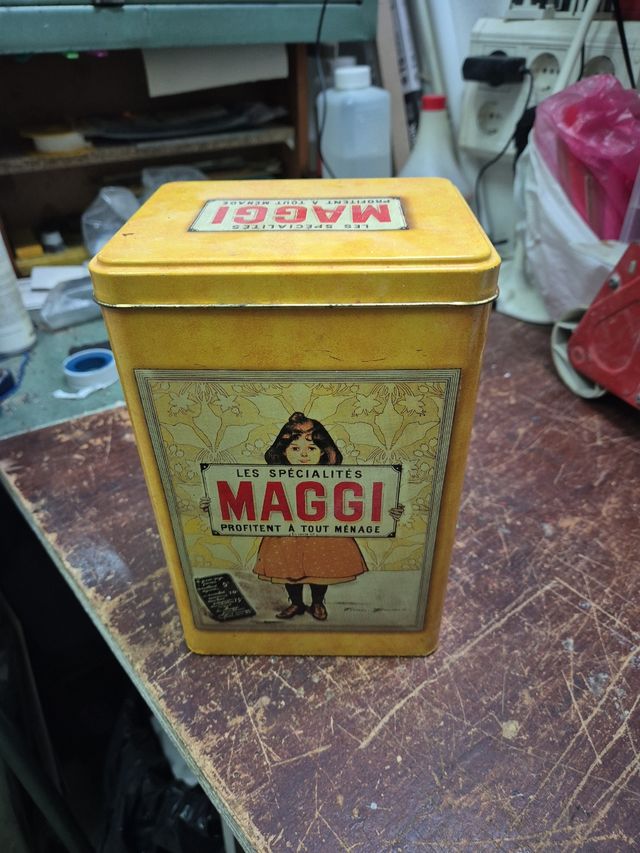 LES SPÉCIALITÉS
MAGGI
PROFITENT À TOUT MÉNAGE
LES SPÉCIALITÉS
MAGGI
PROFITENT À TOUT MÉNAGE